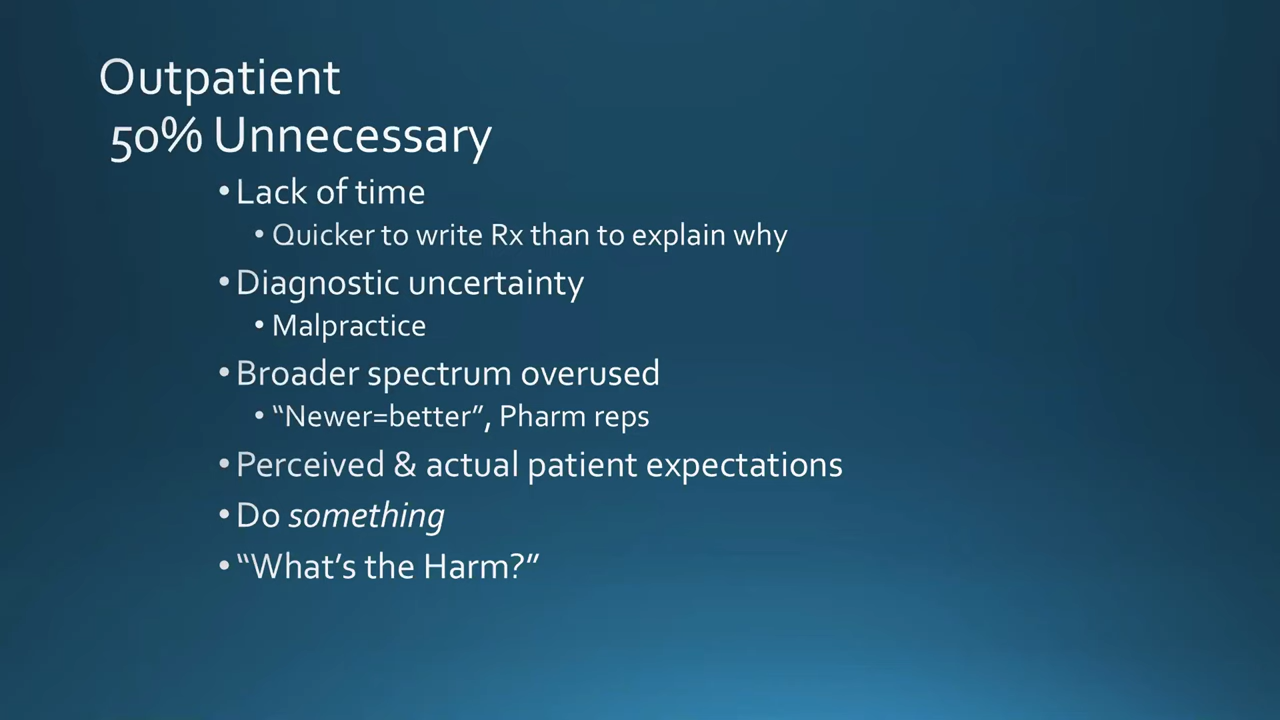 Outpatient
50% Unnecessary
•Lack of time
• Quicker to write Rx than to explain why
•Diagnostic uncertainty
• Malpractice
•Broader spectrum overused
• “Newer=better”, Pharm reps
•Perceived & actual patient expectations
•Do something
•“What’s the Harm?”